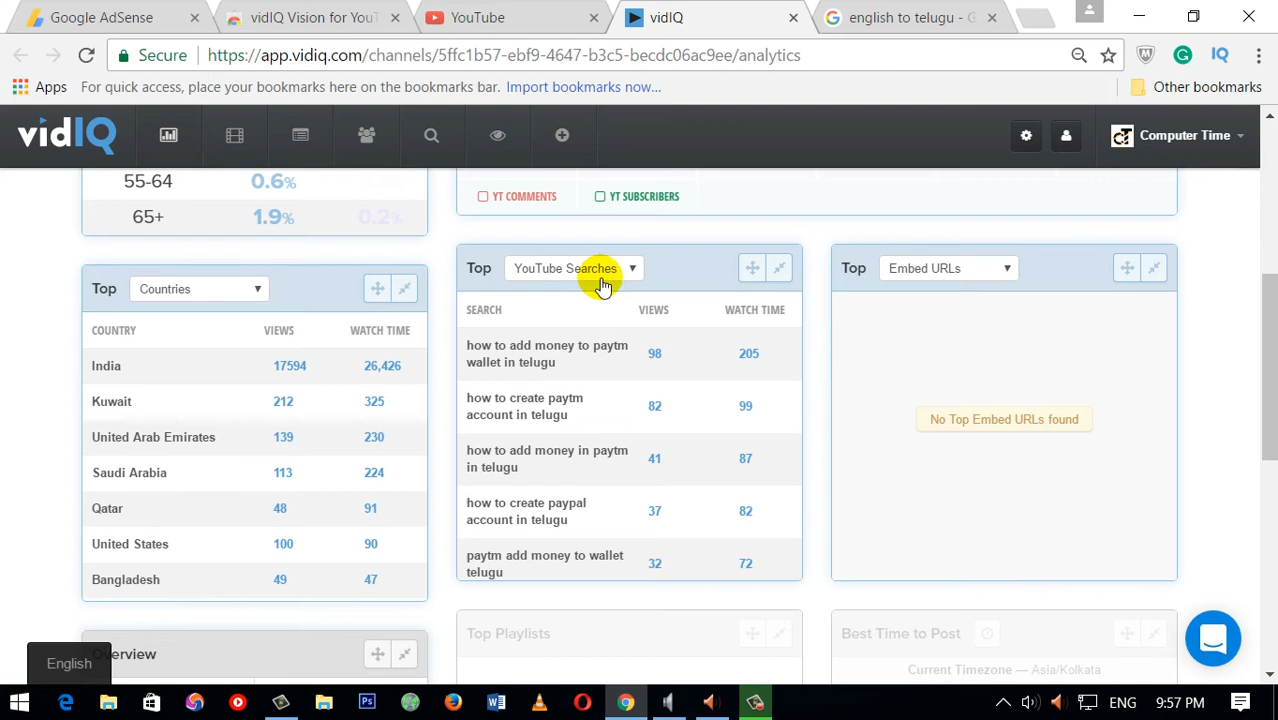 Google AdSense
vidIQ Vision for YouT
YouTube
vidIQ
english to telugu - G
Secure
https://app.vidiq.com/channels/5ffc1b57-ebf9-4647-b3c5-becdc06ac9ee/analytics
IQ
Apps
For quick access, place your bookmarks here on the bookmarks bar.
Import bookmarks now...
Other bookmarks
vidIQ
CT
Computer Time
55-64 0.6%
65+ 1.9% 0.2%
YT COMMENTS
YT SUBSCRIBERS
Top Countries
COUNTRY VIEWS WATCH TIME
India 17594 26,426
Kuwait 212 325
United Arab Emirates 139 230
Saudi Arabia 113 224
Qatar 48 91
United States 100 90
Bangladesh 49 47
Overview
Top YouTube Searches
SEARCH VIEWS WATCH TIME
how to add money to paytm
wallet in telugu
98 205
how to create paytm
account in telugu
82 99
how to add money in paytm
in telugu
41 87
how to create paypal
account in telugu
37 82
paytm add money to wallet
telugu
32 72
Top Embed URLs
No Top Embed URLs found
Top Playlists
Best Time to Post
Current Timezone — Asia/Kolkata
English
ENG
9:57 PM